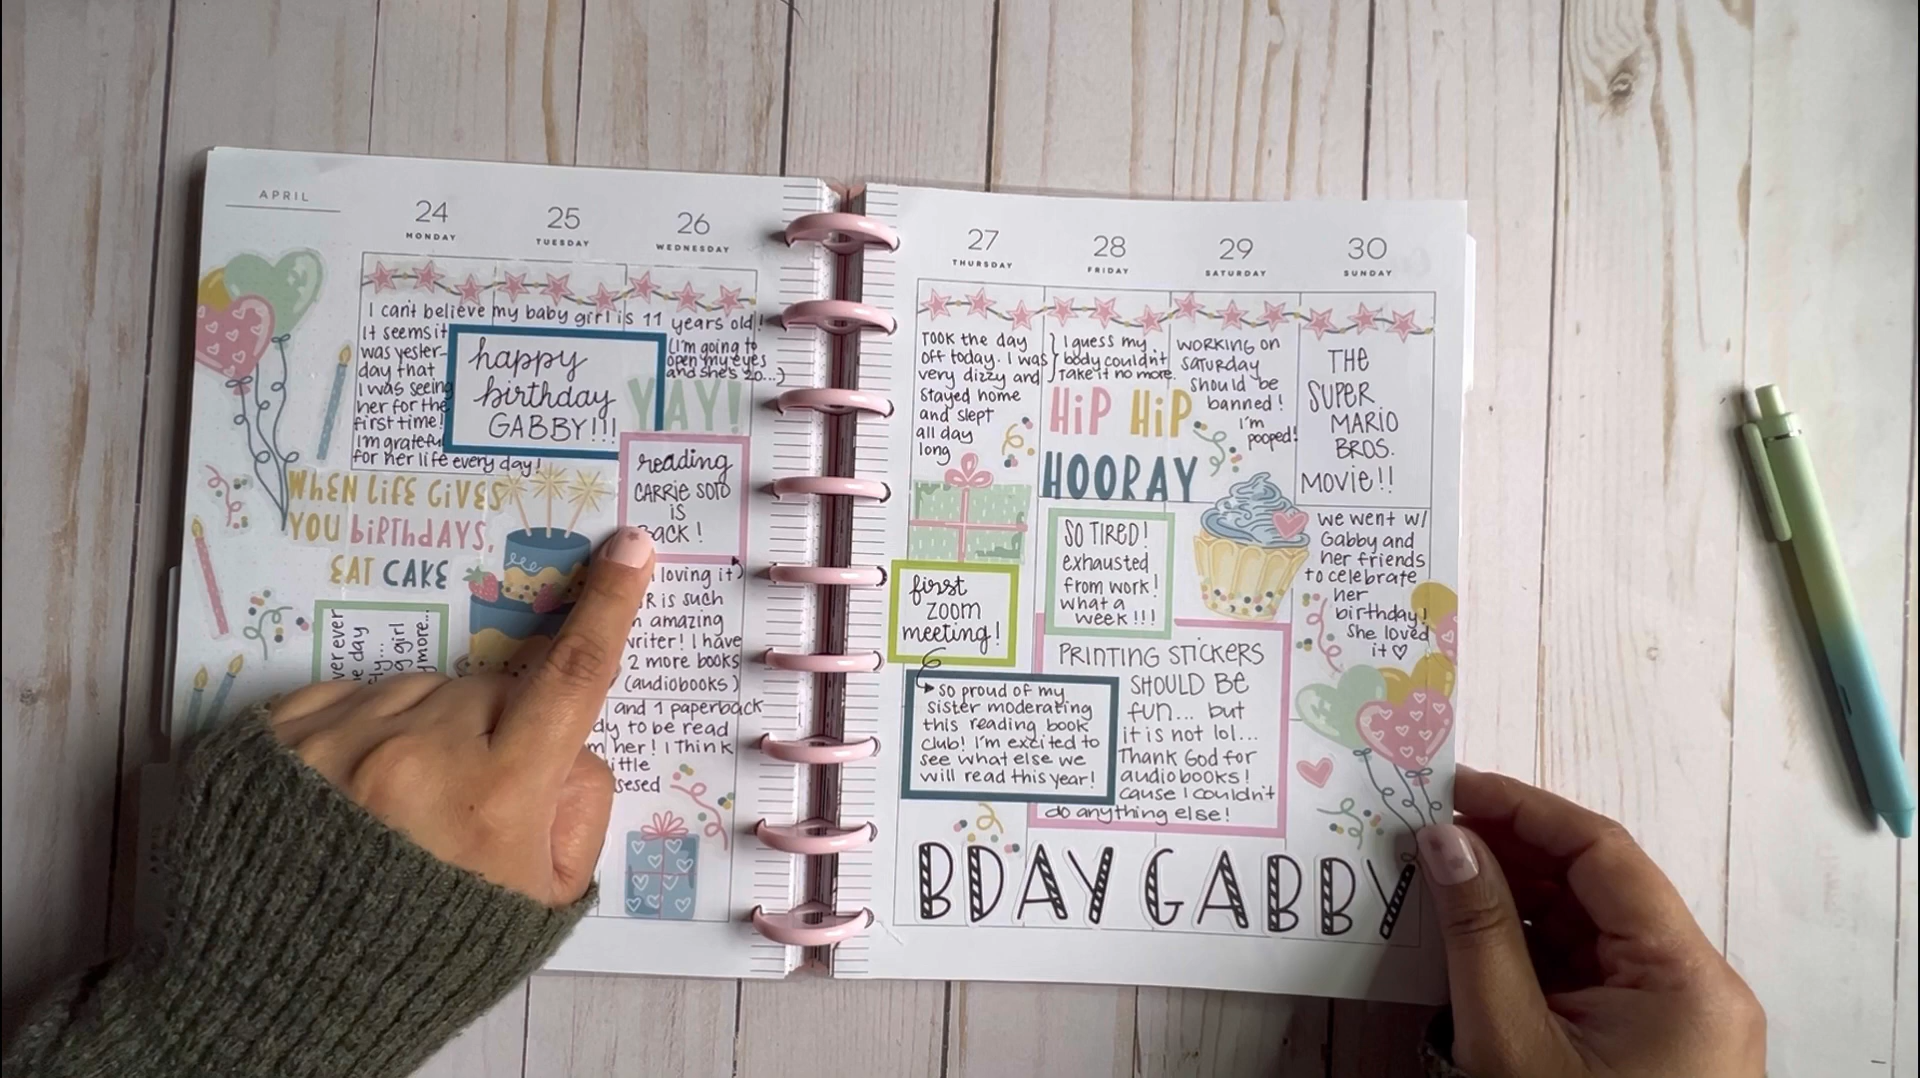 APRIL
24
MONDAY
25
TUESDAY
26
WEDNESDAY
I can't believe my baby girl is 11 years old!
It seems it
was yester-
day that
I was seeing
her for the
first time!
I'm grateful
for her life every day!
happy
birthday
GABBY!!!
(I'm going to
open my eyes
and she's 20...)
YAY!
WHEN LIFE GIVES
YOU BIRTHDAYS,
EAT CAKE
reading
CARRIE SOTO
IS
BACK!
loving it)
is such
amazing
writer! I have
2 more books
(audiobooks)
and 1 paperback
to be read
her! I think
ever
day
girl
more...
27
THURSDAY
28
FRIDAY
29
SATURDAY
30
SUNDAY
TOOK the day
off today. I was
very dizzy and
stayed home
and slept
all day
long
I guess my
body couldn't
take it no more.
HIP HIP
HOORAY
WORKING ON
SATURDAY
should be
banned!
I'm
pooped!
THE
SUPER
MARIO
BROS.
MOVIE!!
first
ZOOM
meeting!
so proud of my
sister moderating
this reading book
club! I'm excited to
see what else we
will read this year!
SO TIRED!
exhausted
from work!
what a
week!!!
PRINTING STICKERS
SHOULD BE
fun... but
it is not lol...
Thank God for
audiobooks!
cause I couldn't
do anything else!
we went w/
Gabby and
her friends
to celebrate
her
birthday!
She loved
it ♡
BDAY GABBY